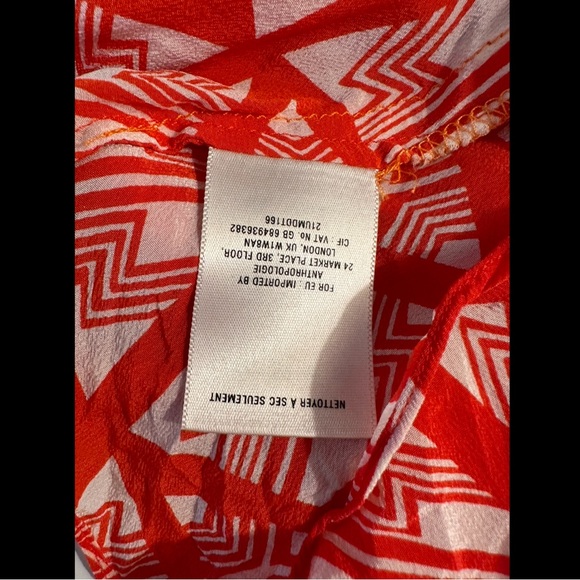 NETTOYER À SEC SEULEMENT
FOR EU : IMPORTED BY
ANTHROPOLOGIE
24 MARKET PLACE, 3RD FLOOR,
LONDON, UK W1W8AN
CIF : VAT No. GB 684936382
21UMDDT166